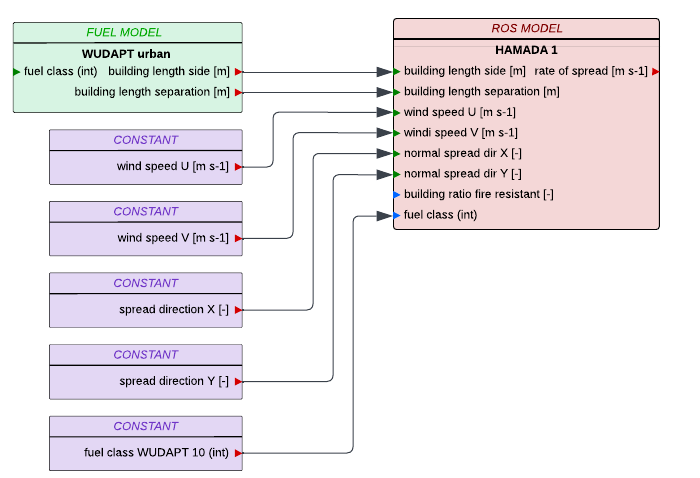 FUEL MODEL
WUDAPT urban
fuel class (int) building length side [m]
building length separation [m]
CONSTANT
wind speed U [m s-1]
CONSTANT
wind speed V [m s-1]
CONSTANT
spread direction X [-]
CONSTANT
spread direction Y [-]
CONSTANT
fuel class WUDAPT 10 (int)
ROS MODEL
HAMADA 1
building length side [m] rate of spread [m s-1]
building length separation [m]
wind speed U [m s-1]
windi speed V [m s-1]
normal spread dir X [-]
normal spread dir Y [-]
building ratio fire resistant [-]
fuel class (int)